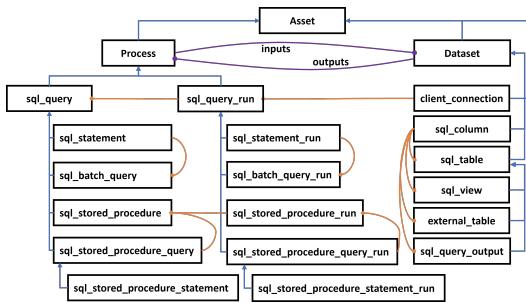 Asset
inputs
Process
Dataset
outputs
sql_query
sql_query_run
client_connection
sql_column
sql_statement
sql_statement_run
sql_table
sql_batch_query
sql_batch_query_run
sql_view
sql_stored_procedure
sql_stored_procedure_run
external_table
sql_stored_procedure_query
sql_stored_procedure_query_run
sql_query_output
sql_stored_procedure_statement
sql_stored_procedure_statement_run